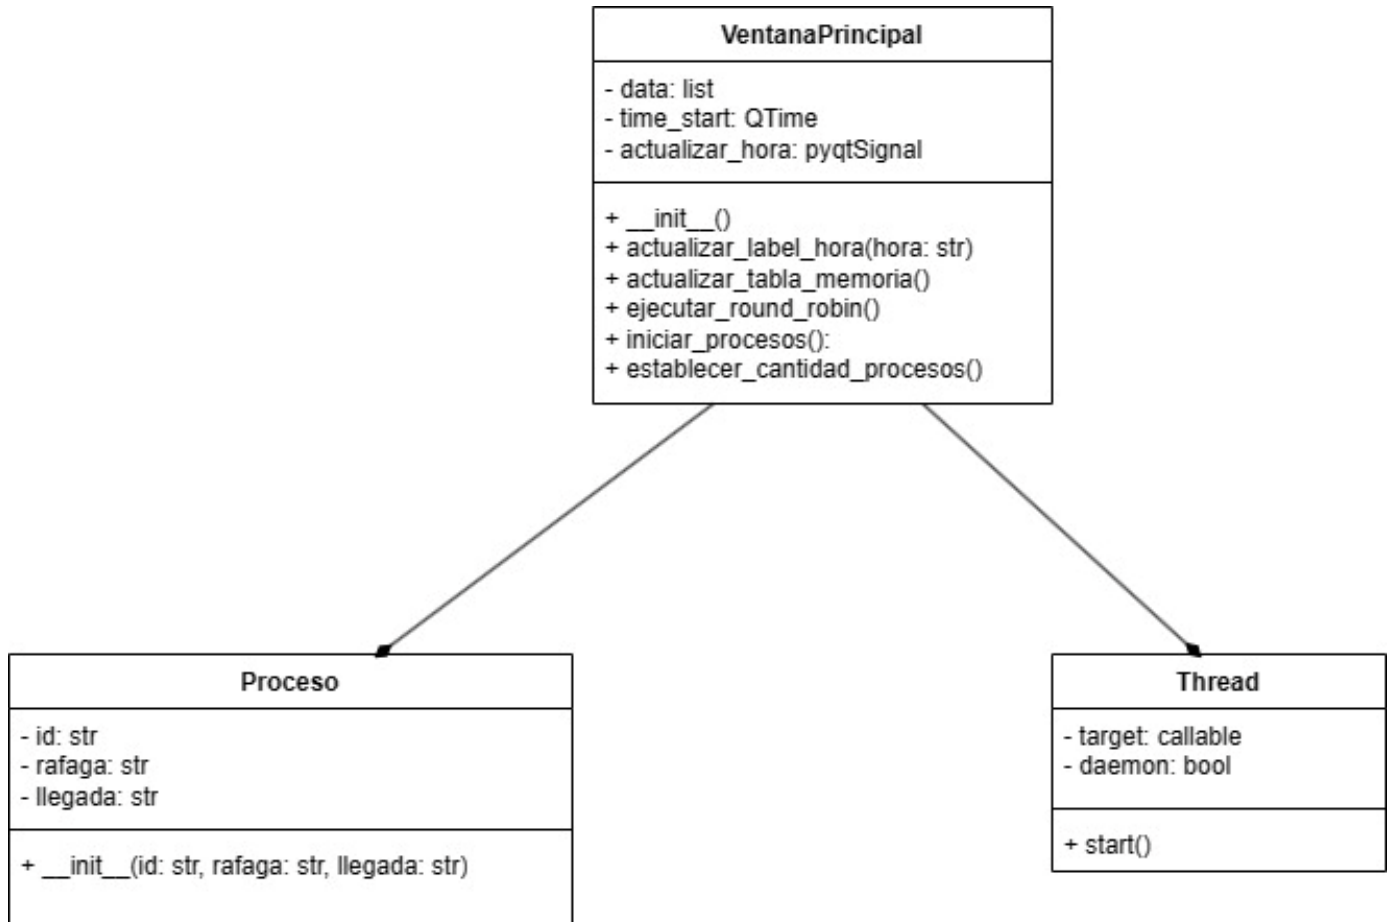 VentanaPrincipal
- data: list
- time_start: QTime
- actualizar_hora: pyqtSignal
+ __init__()
+ actualizar_label_hora(hora: str)
+ actualizar_tabla_memoria()
+ ejecutar_round_robin()
+ iniciar_procesos():
+ establecer_cantidad_procesos()
Proceso
- id: str
- rafaga: str
- llegada: str
+ __init__(id: str, rafaga: str, llegada: str)
Thread
- target: callable
- daemon: bool
+ start()